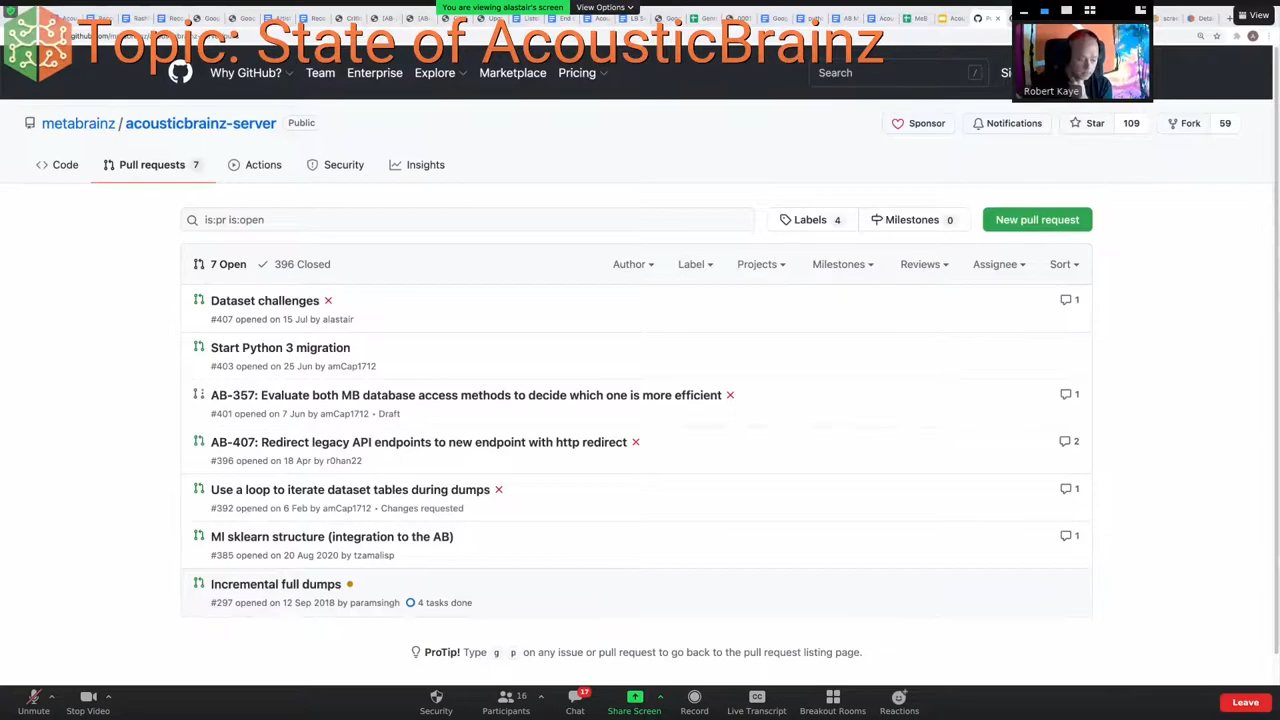 You are viewing alastair's screen
View Options
View
Topic: State of AcousticBrainz
Why GitHub?
Team
Enterprise
Explore
Marketplace
Pricing
Search
/
Robert Kaye
metabrainz / acousticbrainz-server
Public
Sponsor
Notifications
Star 109
Fork 59
Code
Pull requests 7
Actions
Security
Insights
is:pr is:open
Labels 4
Milestones 0
New pull request
7 Open
396 Closed
Author
Label
Projects
Milestones
Reviews
Assignee
Sort
Dataset challenges
1
#407 opened on 15 Jul by alastair
Start Python 3 migration
#403 opened on 25 Jun by amCap1712
AB-357: Evaluate both MB database access methods to decide which one is more efficient
1
#401 opened on 7 Jun by amCap1712 • Draft
AB-407: Redirect legacy API endpoints to new endpoint with http redirect
2
#396 opened on 18 Apr by r0han22
Use a loop to iterate dataset tables during dumps
1
#392 opened on 6 Feb by amCap1712 • Changes requested
Ml sklearn structure (integration to the AB)
1
#385 opened on 20 Aug 2020 by tzamalisp
Incremental full dumps
#297 opened on 12 Sep 2018 by paramsingh 4 tasks done
ProTip! Type g p on any issue or pull request to go back to the pull request listing page.
Unmute
Stop Video
Security
Participants 16
Chat 17
Share Screen
Record
Live Transcript
Breakout Rooms
Reactions
Leave